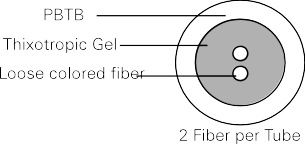 PBTB
Thixotropic Gel
Loose colored fiber
2 Fiber per Tube